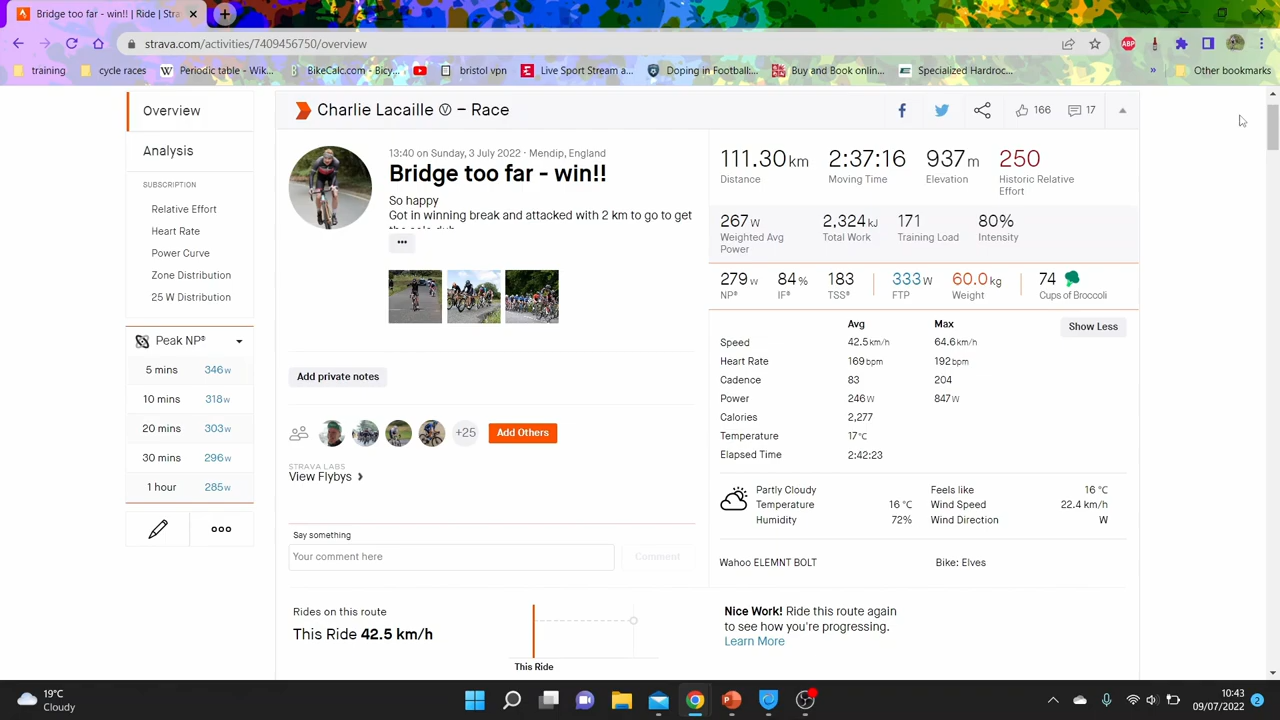 Bridge too far - win!! | Ride | Stra
strava.com/activities/7409456750/overview
ABP
training
cycle races
Periodic table - Wik...
BikeCalc.com - Bicy...
bristol vpn
Live Sport Stream a...
Doping in Football:...
Buy and Book onlin...
Specialized Hardroc...
»
Other bookmarks
Overview
Analysis
SUBSCRIPTION
Relative Effort
Heart Rate
Power Curve
Zone Distribution
25 W Distribution
Peak NP®
5 mins 346w
10 mins 318w
20 mins 303w
30 mins 296w
1 hour 285w
Charlie Lacaille Ⓥ – Race
166
17
13:40 on Sunday, 3 July 2022 · Mendip, England
Bridge too far - win!!
So happy
Got in winning break and attacked with 2 km to go to get
Add private notes
+25
Add Others
STRAVA LABS
View Flybys
Say something
Your comment here
Comment
Rides on this route
This Ride 42.5 km/h
This Ride
111.30km 2:37:16 937m 250
Distance Moving Time Elevation Historic Relative
Effort
267W 2,324kJ 171 80%
Weighted Avg Total Work Training Load Intensity
Power
279w 84% 183 333W 60.0kg 74
NP® IF® TSS® FTP Weight Cups of Broccoli
Avg Max
Show Less
Speed 42.5km/h 64.6km/h
Heart Rate 169bpm 192bpm
Cadence 83 204
Power 246W 847W
Calories 2,277
Temperature 17℃
Elapsed Time 2:42:23
Partly Cloudy Feels like 16 ℃
Temperature 16 ℃ Wind Speed 22.4 km/h
Humidity 72% Wind Direction W
Wahoo ELEMNT BOLT Bike: Elves
Nice Work! Ride this route again
to see how you're progressing.
Learn More
19°C
Cloudy
10:43
09/07/2022
2